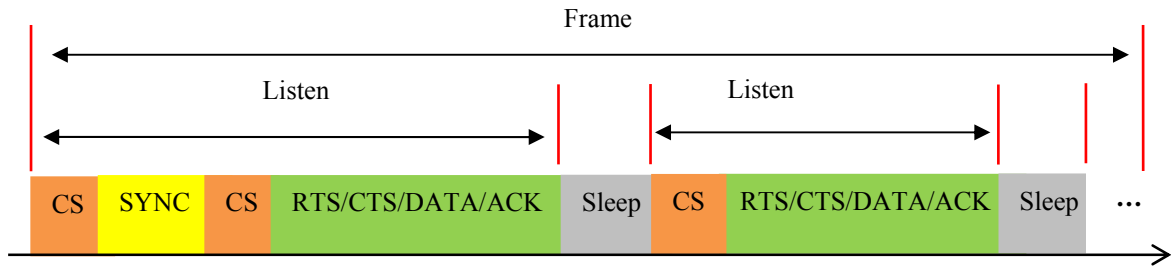 Frame
Listen Listen
CS SYNC CS RTS/CTS/DATA/ACK Sleep CS RTS/CTS/DATA/ACK Sleep ...